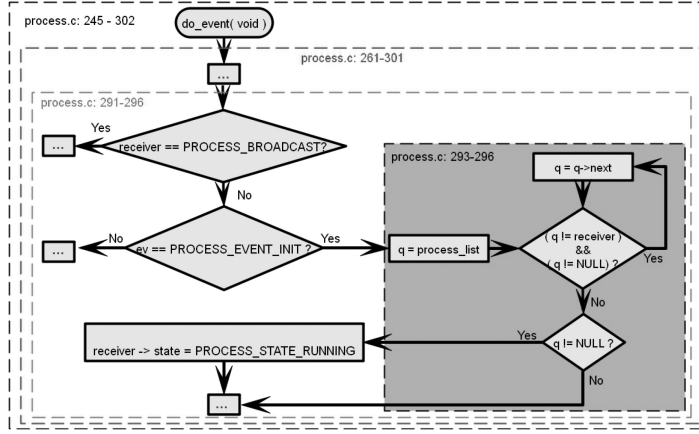 process.c: 245 - 302
do_event( void )
process.c: 261-301
...
process.c: 291-296
Yes
...
receiver == PROCESS_BROADCAST?
No
process.c: 293-296
q = q->next
No
...
ev == PROCESS_EVENT_INIT ?
Yes
q = process_list
( q != receiver )
&&
( q != NULL) ?
Yes
No
receiver -> state = PROCESS_STATE_RUNNING
Yes
q != NULL ?
No
...